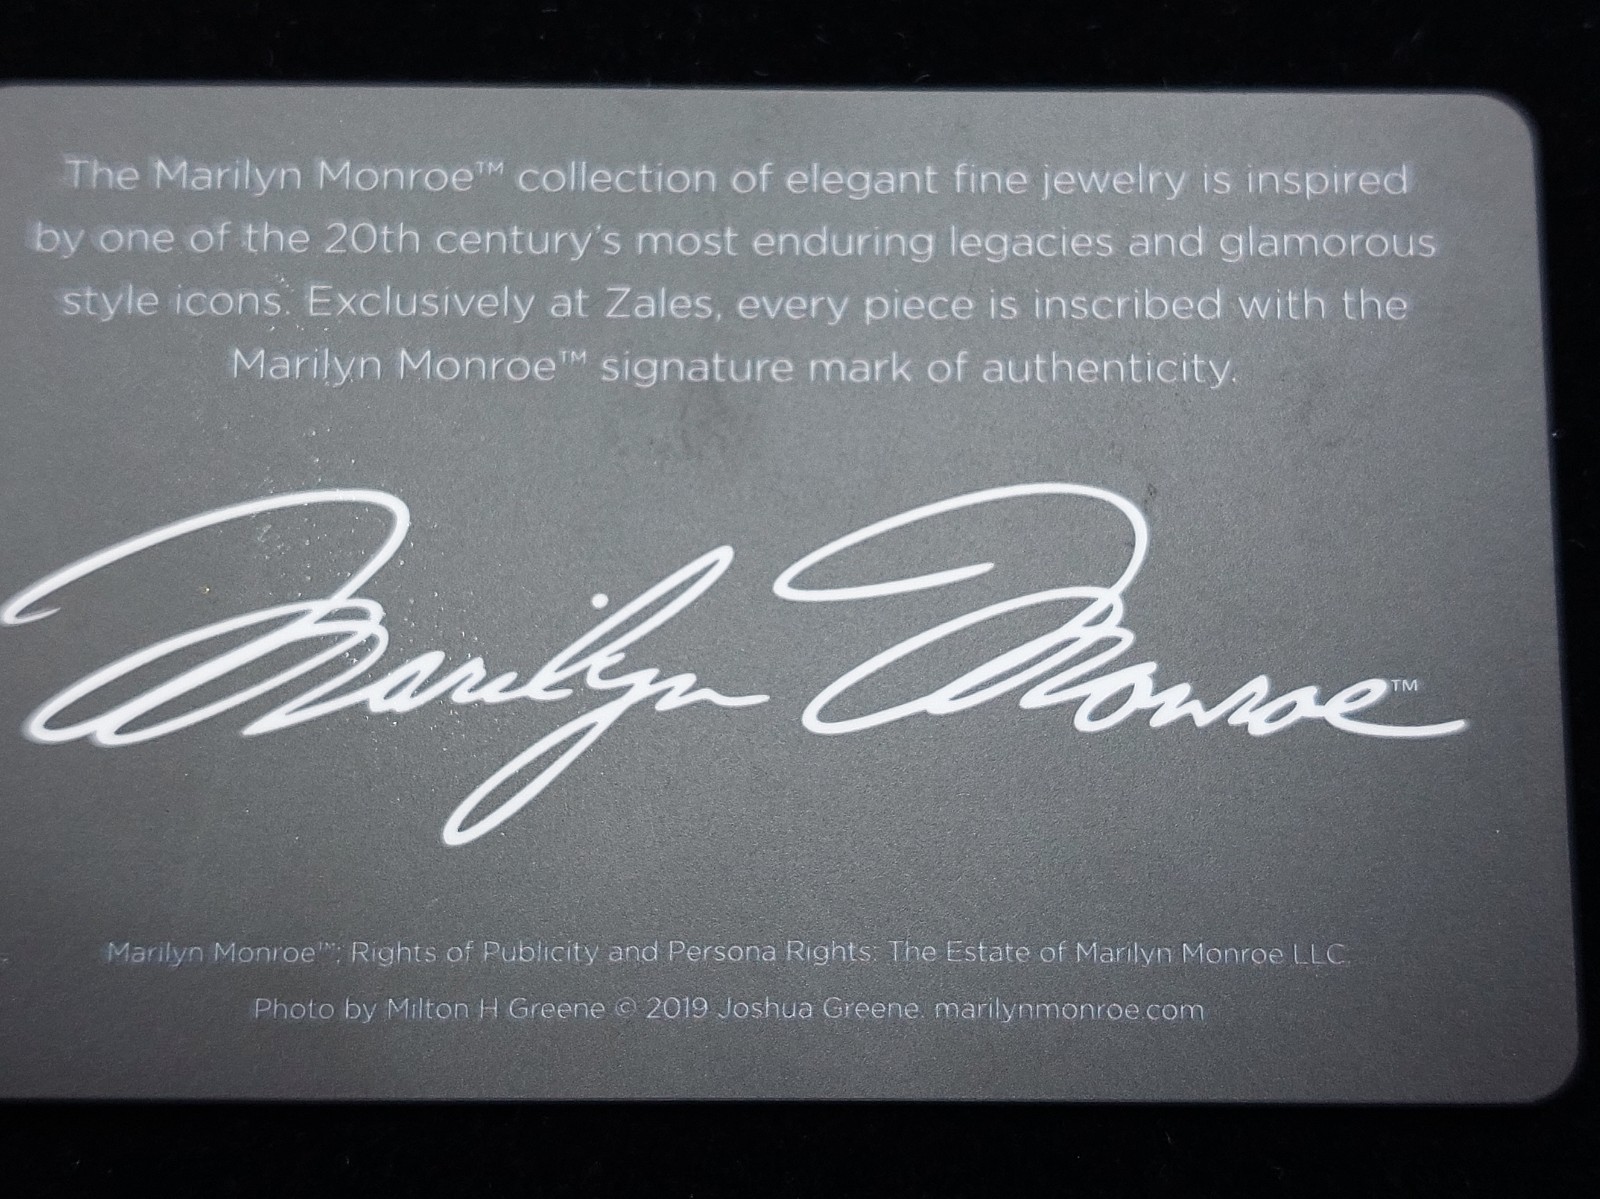 The Marilyn Monroe™ collection of elegant fine jewelry is inspired
by one of the 20th century's most enduring legacies and glamorous
style icons. Exclusively at Zales, every piece is inscribed with the
Marilyn Monroe™ signature mark of authenticity.
Marilyn Monroe™
Marilyn Monroe™; Rights of Publicity and Persona Rights: The Estate of Marilyn Monroe LLC.
Photo by Milton H Greene © 2019 Joshua Greene. marilynmonroe.com